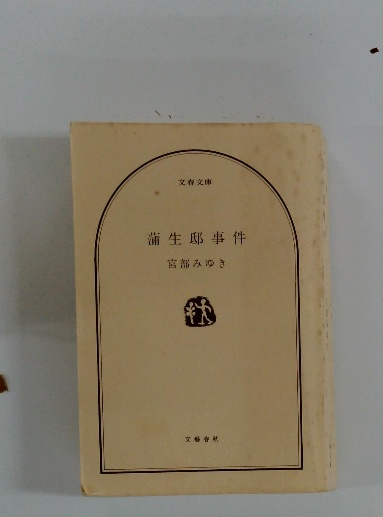 文春文庫
蒲生邸事件
宮部みゆき
文藝春秋